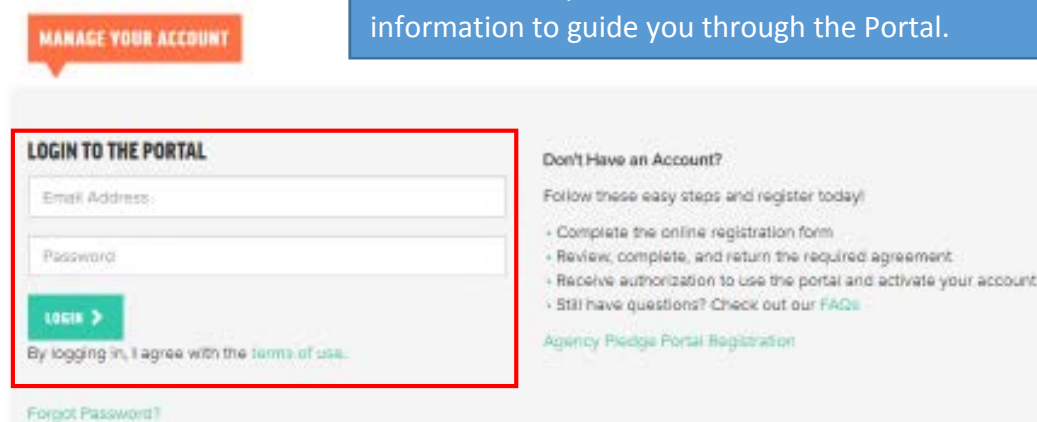 information to guide you through the Portal.
MANAGE YOUR ACCOUNT
LOGIN TO THE PORTAL
Email Address
Password
LOGIN >
By logging in, I agree with the terms of use.
Forgot Password?
Don't Have an Account?
Follow these easy steps and register today!
• Complete the online registration form
• Review, complete, and return the required agreement
• Receive authorization to use the portal and activate your account
• Still have questions? Check out our FAQs
Agency Pledge Portal Registration